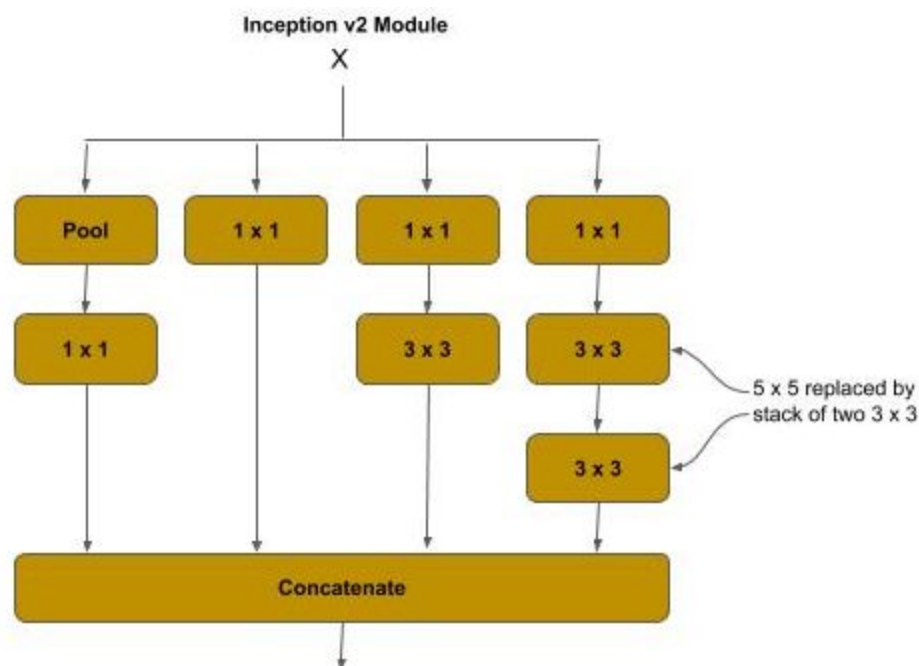 Inception v2 Module
X
Pool
1 x 1
1 x 1
1 x 1
1 x 1
3 x 3
3 x 3
5 x 5 replaced by
stack of two 3 x 3
3 x 3
Concatenate